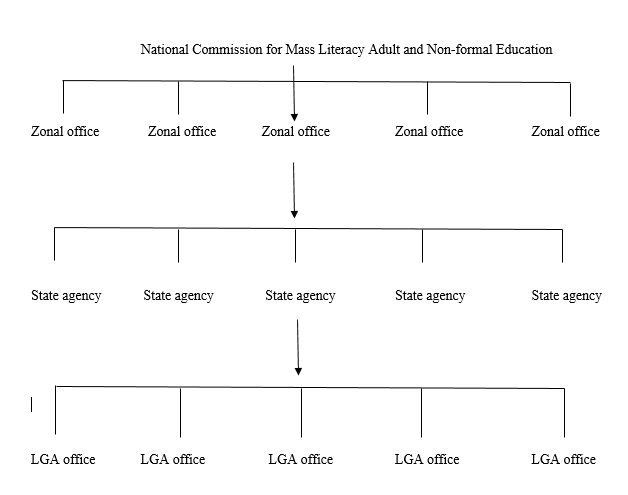 National Commission for Mass Literacy Adult and Non-formal Education
Zonal office Zonal office Zonal office Zonal office Zonal office
State agency State agency State agency State agency State agency
LGA office LGA office LGA office LGA office LGA office